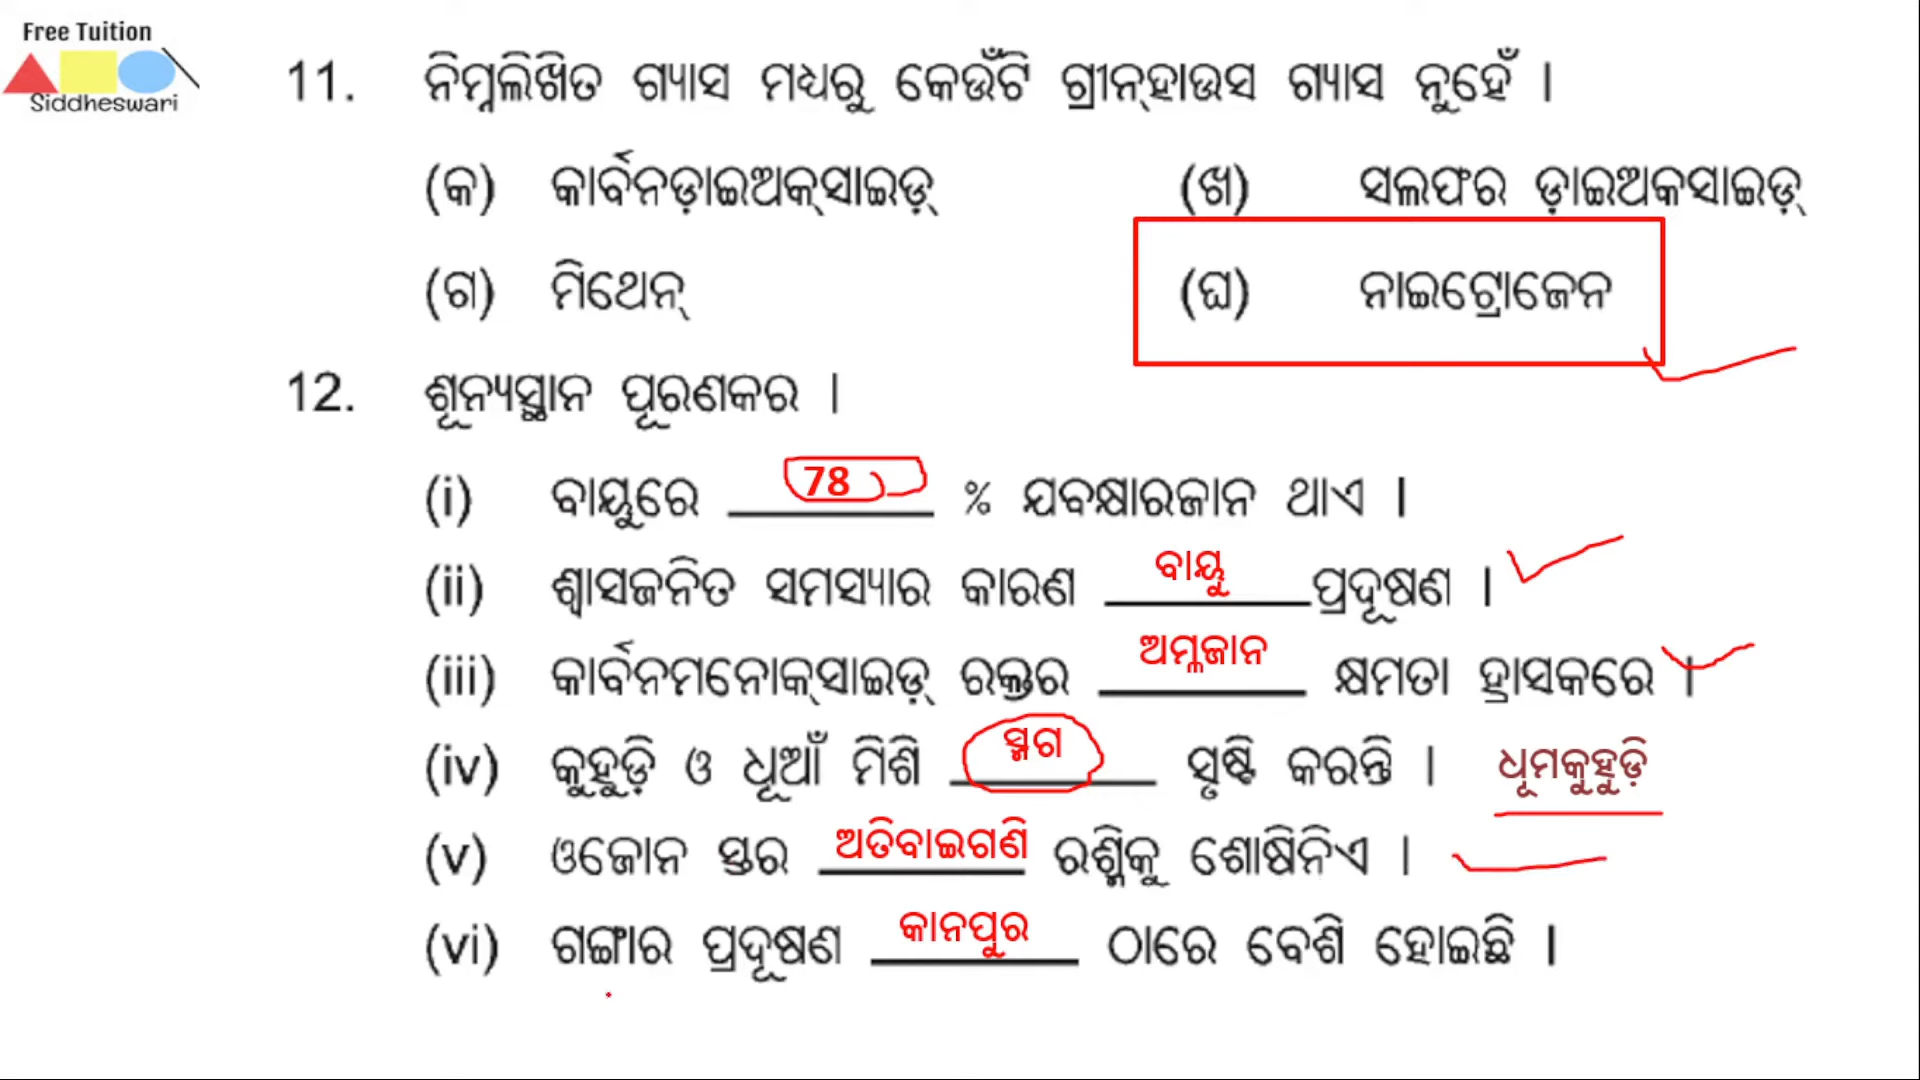 Free Tuition
Siddheswari
11. ନିମ୍ନଲିଖିତ ଗ୍ୟାସ ମଧ୍ୟରୁ କେଉଁଟି ଗ୍ରୀନ୍‌ହାଉସ ଗ୍ୟାସ ନୁହେଁ ।
(କ) କାର୍ବନଡ଼ାଇଅକ୍‌ସାଇଡ଼୍ (ଖ) ସଲଫର ଡ଼ାଇଅକସାଇଡ଼୍
(ଗ) ମିଥେନ୍ (ଘ) ନାଇଟ୍ରୋଜେନ
12. ଶୂନ୍ୟସ୍ଥାନ ପୂରଣକର ।
(i) ବାୟୁରେ 78 % ଯବକ୍ଷାରଜାନ ଥାଏ ।
(ii) ଶ୍ୱାସଜନିତ ସମସ୍ୟାର କାରଣ ବାୟୁ ପ୍ରଦୂଷଣ ।
(iii) କାର୍ବନମନୋକ୍‌ସାଇଡ଼୍ ରକ୍ତର ଅମ୍ଳଜାନ କ୍ଷମତା ହ୍ରାସକରେ ।
(iv) କୁହୁଡ଼ି ଓ ଧୂଆଁ ମିଶି ସ୍ମଗ ସୃଷ୍ଟି କରନ୍ତି । ଧୂମକୁହୁଡ଼ି
(v) ଓଜୋନ ସ୍ତର ଅତିବାଇଗଣି ରଶ୍ମିକୁ ଶୋଷିନିଏ ।
(vi) ଗଙ୍ଗାର ପ୍ରଦୂଷଣ କାନପୁର ଠାରେ ବେଶି ହୋଇଛି ।